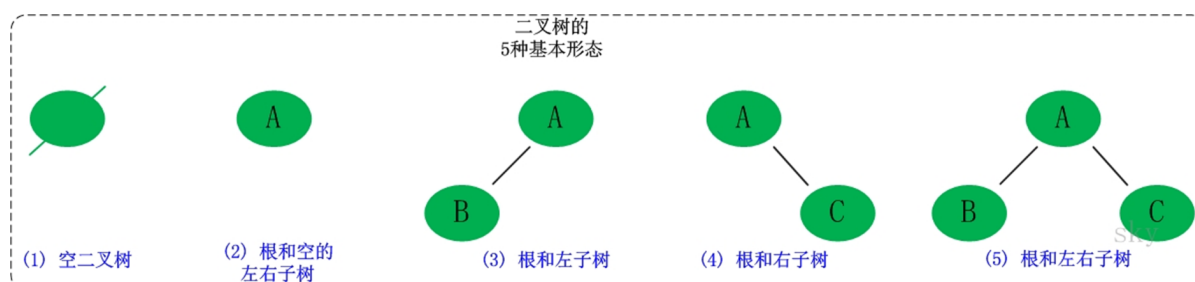 二叉树的
5种基本形态
A
A
A
A
B
C
B
C
sky
(1) 空二叉树
(2) 根和空的
左右子树
(3) 根和左子树
(4) 根和右子树
(5) 根和左右子树